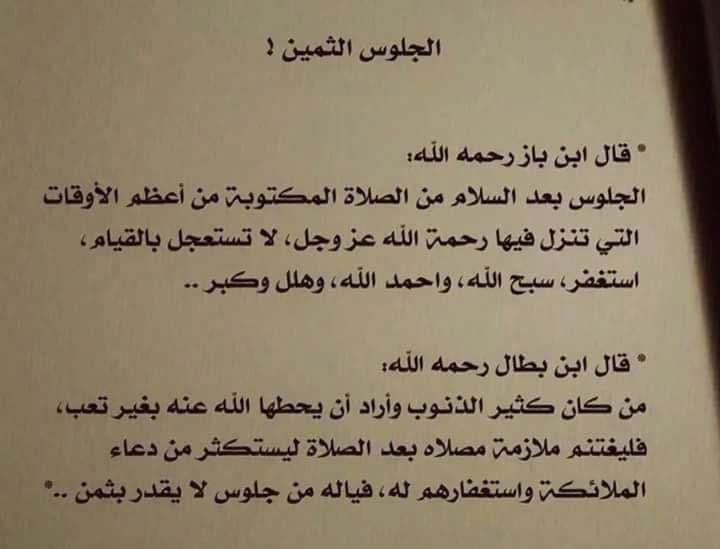 الجلوس الثمين !
* قال ابن باز رحمه الله:
الجلوس بعد السلام من الصلاة المكتوبة من أعظم الأوقات
التي تنزل فيها رحمة الله عز وجل، لا تستعجل بالقيام،
استغفر، سبح الله، واحمد الله، وهلل وكبر ..
* قال ابن بطال رحمه الله:
من كان كثير الذنوب وأراد أن يحطها الله عنه بغير تعب،
فليغتنم ملازمة مصلاه بعد الصلاة ليستكثر من دعاء
الملائكة واستغفارهم له، فياله من جلوس لا يقدر بثمن ..*